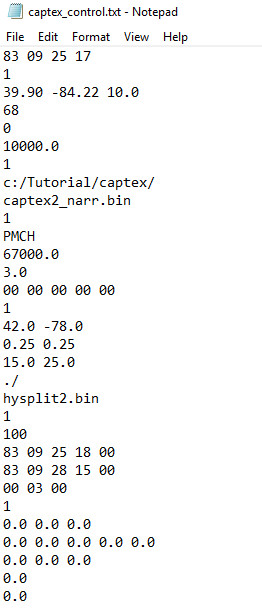 captex_control.txt - Notepad
File Edit Format View Help
83 09 25 17
1
39.90 -84.22 10.0
68
0
10000.0
1
c:/Tutorial/captex/
captex2_narr.bin
1
PMCH
67000.0
3.0
00 00 00 00 00
1
42.0 -78.0
0.25 0.25
15.0 25.0
./
hysplit2.bin
1
100
83 09 25 18 00
83 09 28 15 00
00 03 00
1
0.0 0.0 0.0
0.0 0.0 0.0 0.0 0.0
0.0 0.0 0.0
0.0
0.0